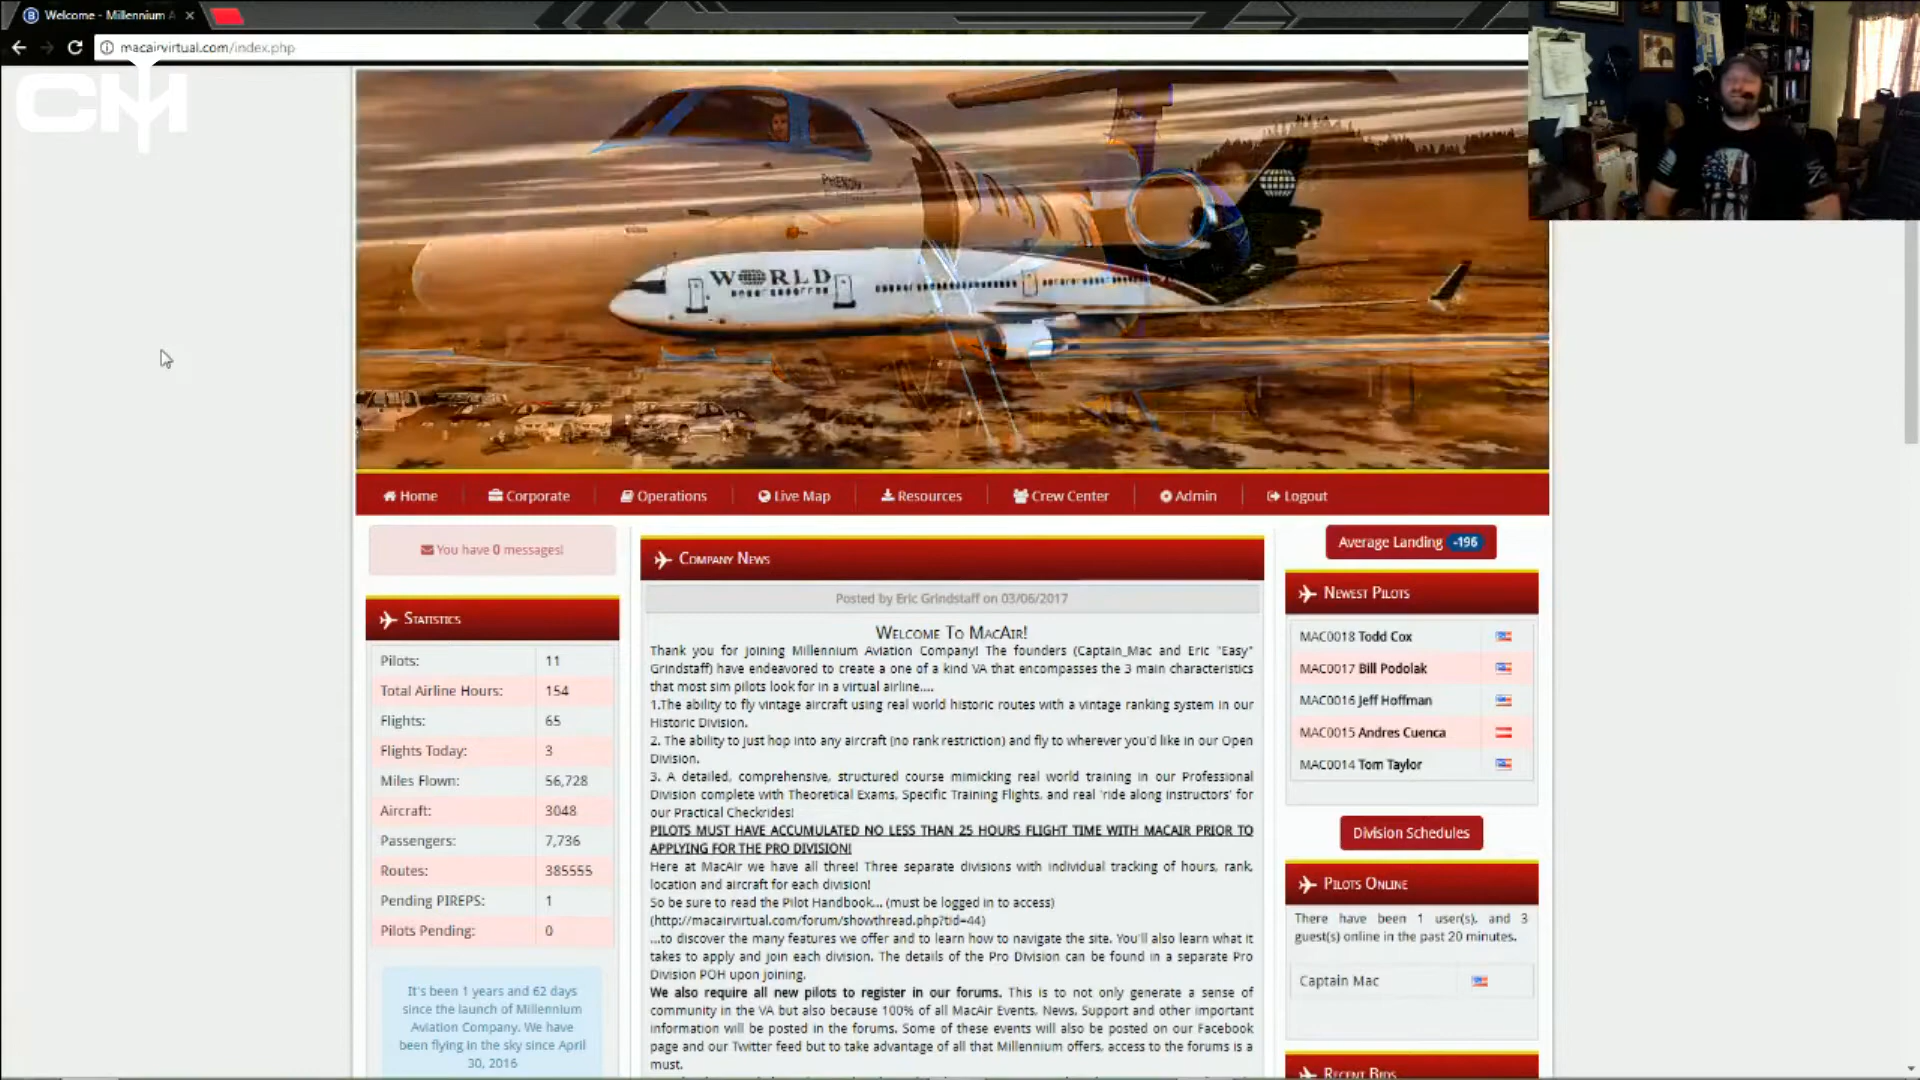 Welcome - Millennium A
macairvirtual.com/index.php
CM
PHENOM
WORLD
Home
Corporate
Operations
Live Map
Resources
Crew Center
Admin
Logout
You have 0 messages!
Statistics
Pilots: 11
Total Airline Hours: 154
Flights: 65
Flights Today: 3
Miles Flown: 56,728
Aircraft: 3048
Passengers: 7,736
Routes: 385555
Pending PIREPS: 1
Pilots Pending: 0
It's been 1 years and 62 days
since the launch of Millennium
Aviation Company. We have
been flying in the sky since April
30, 2016
Company News
Posted by Eric Grindstaff on 03/06/2017
Welcome To MacAir!
Thank you for joining Millennium Aviation Company! The founders (Captain_Mac and Eric "Easy"
Grindstaff) have endeavored to create a one of a kind VA that encompasses the 3 main characteristics
that most sim pilots look for in a virtual airline....
1.The ability to fly vintage aircraft using real world historic routes with a vintage ranking system in our
Historic Division.
2. The ability to just hop into any aircraft (no rank restriction) and fly to wherever you'd like in our Open
Division.
3. A detailed, comprehensive, structured course mimicking real world training in our Professional
Division complete with Theoretical Exams, Specific Training Flights, and real 'ride along instructors' for
our Practical Checkrides!
PILOTS MUST HAVE ACCUMULATED NO LESS THAN 25 HOURS FLIGHT TIME WITH MACAIR PRIOR TO
APPLYING FOR THE PRO DIVISION!
Here at MacAir we have all three! Three separate divisions with individual tracking of hours, rank,
location and aircraft for each division!
So be sure to read the Pilot Handbook... (must be logged in to access)
(http://macairvirtual.com/forum/showthread.php?tid=44)
...to discover the many features we offer and to learn how to navigate the site. You'll also learn what it
takes to apply and join each division. The details of the Pro Division can be found in a separate Pro
Division POH upon joining.
We also require all new pilots to register in our forums. This is to not only generate a sense of
community in the VA but also because 100% of all MacAir Events, News, Support and other important
information will be posted in the forums. Some of these events will also be posted on our Facebook
page and our Twitter feed but to take advantage of all that Millennium offers, access to the forums is a
must.
Average Landing -196
Newest Pilots
MAC0018 Todd Cox
MAC0017 Bill Podolak
MAC0016 Jeff Hoffman
MAC0015 Andres Cuenca
MAC0014 Tom Taylor
Division Schedules
Pilots Online
There have been 1 user(s), and 3
guest(s) online in the past 20 minutes.
Captain Mac
Recent Bids